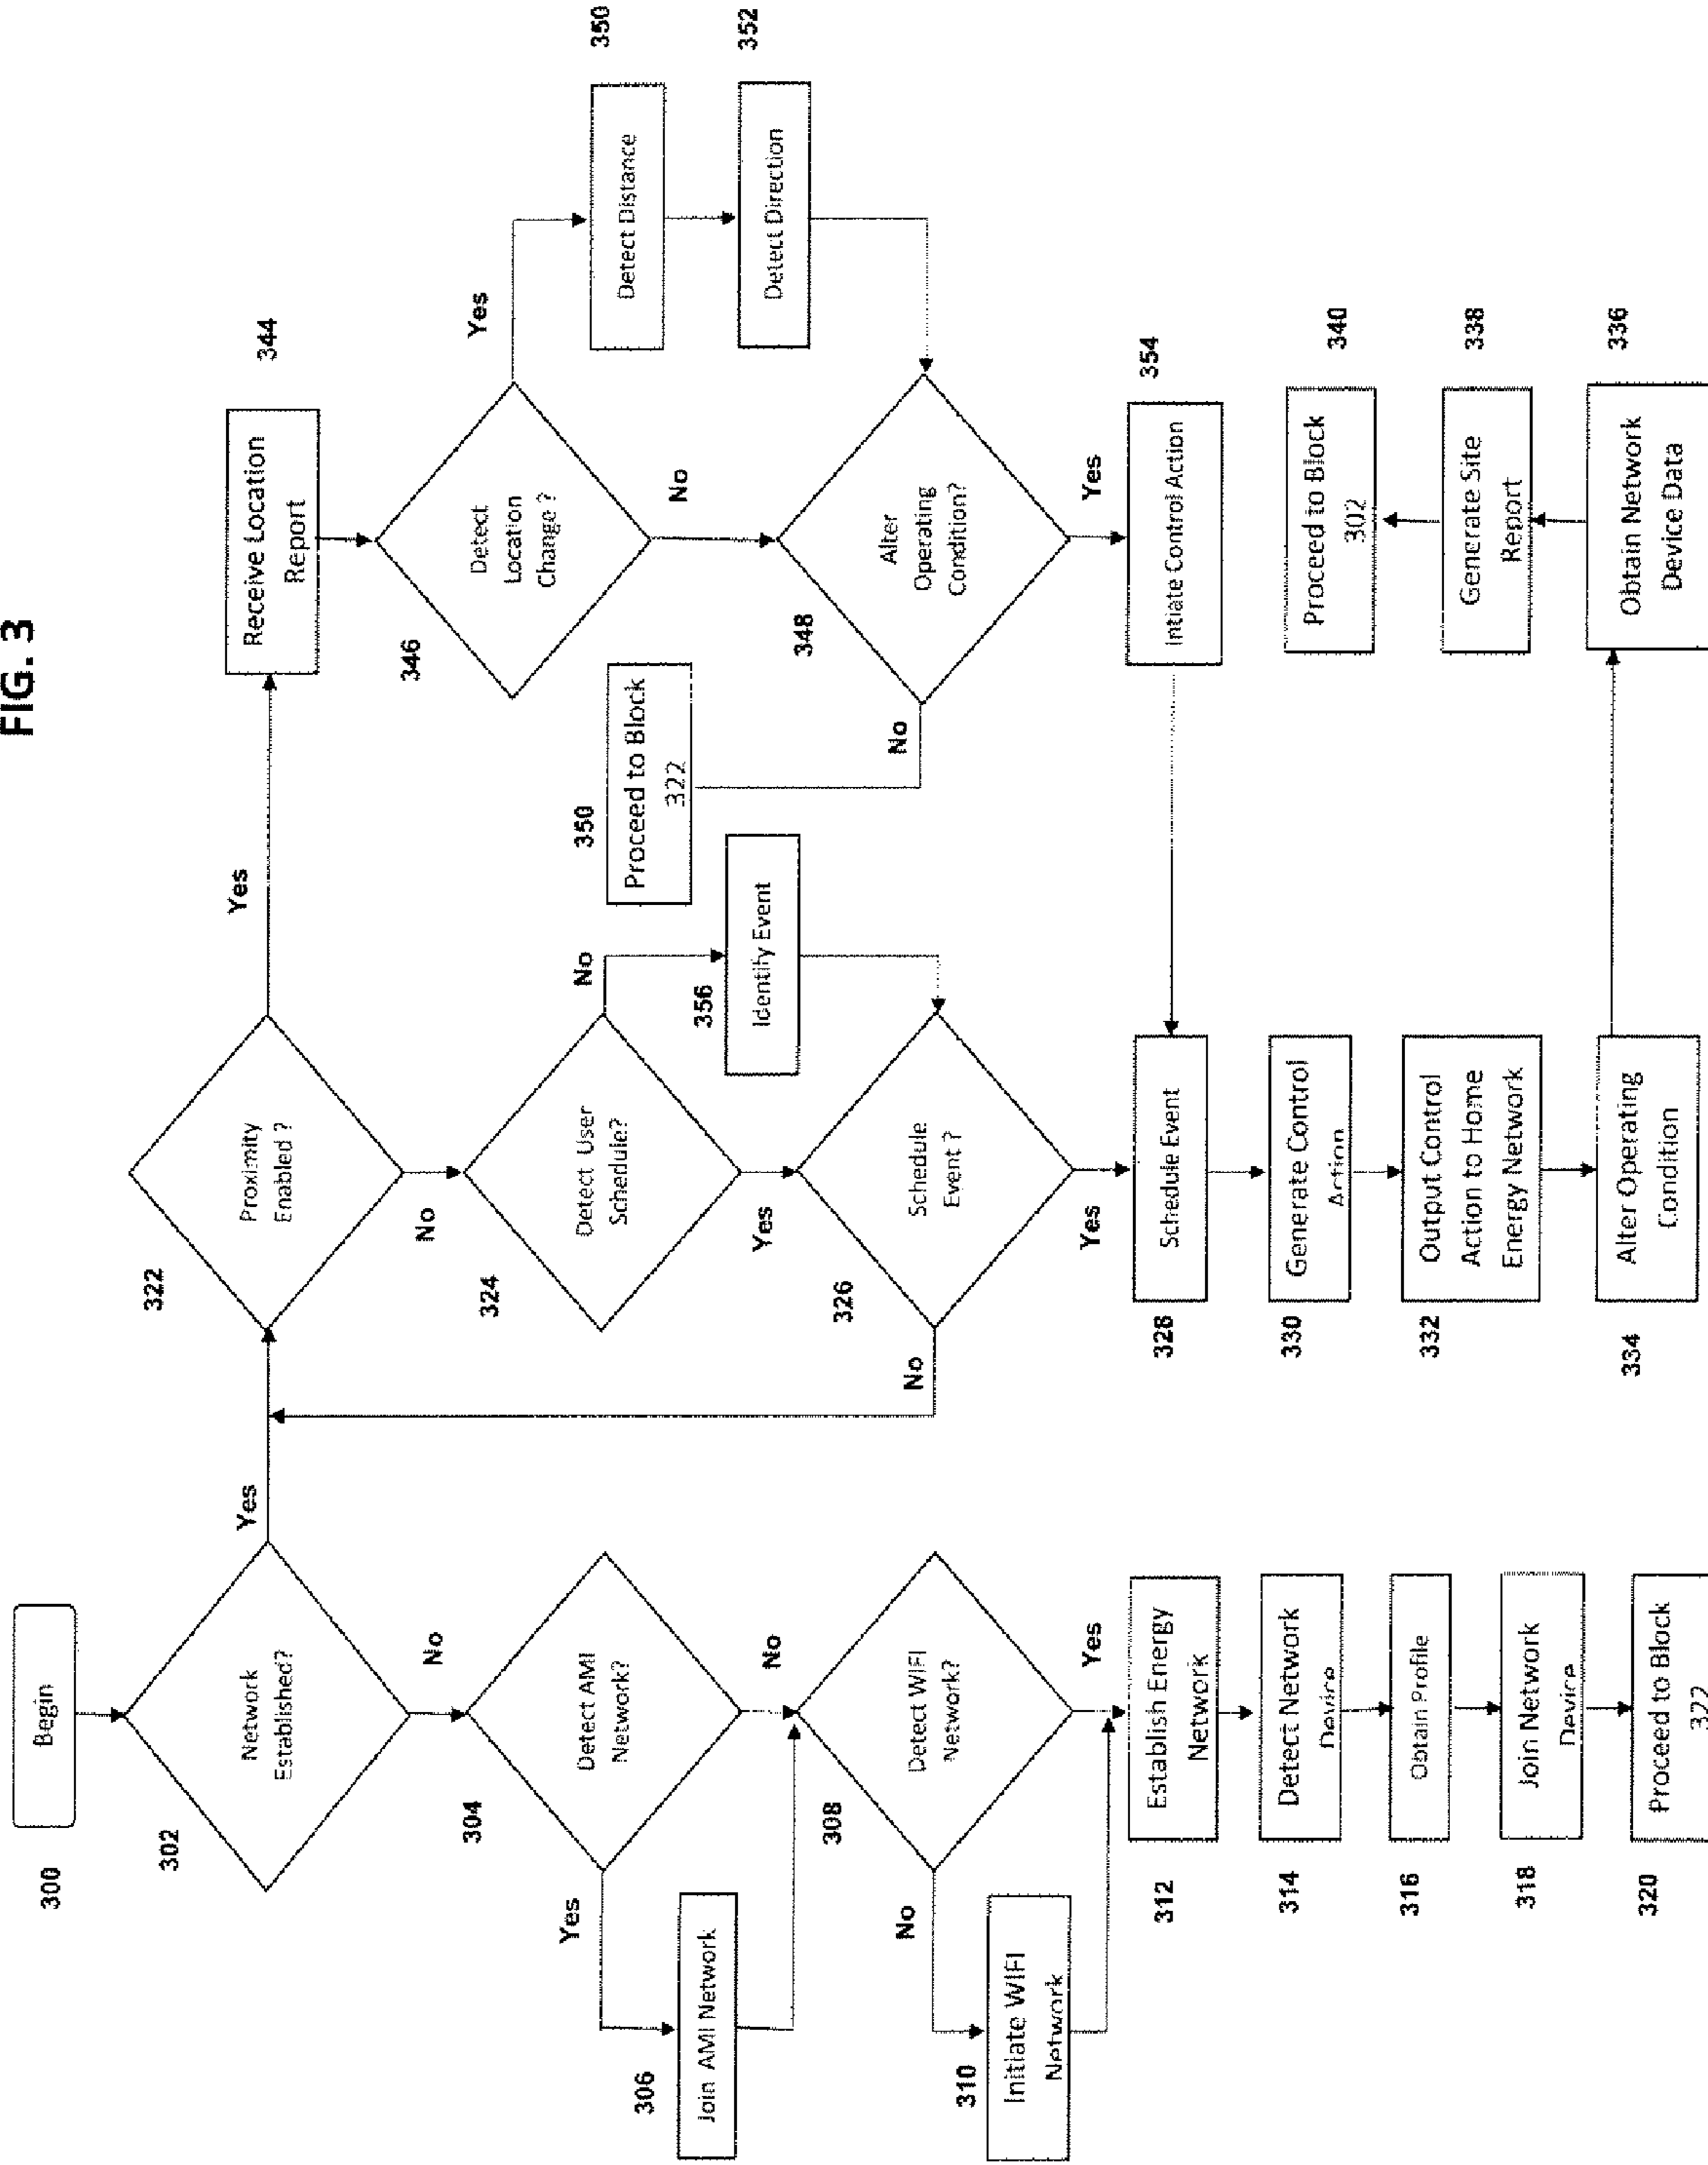 FIG. 3
300
Begin
302
Network
Established?
Yes
No
304
Detect AMI
Network?
Yes
No
306
Join AMI Network
308
Detect WIFI
Network?
No
Yes
310
Initiate WIFI
Network
312
Establish Energy
Network
314
Detect Network
Device
316
Obtain Profile
318
Join Network
Device
320
Proceed to Block
322
322
Proximity
Enabled ?
Yes
No
324
Detect User
Schedule?
No
Yes
356
Identify Event
326
Schedule
Event ?
No
Yes
328
Schedule Event
330
Generate Control
Action
332
Output Control
Action to Home
Energy Network
334
Alter Operating
Condition
344
Receive Location
Report
346
Detect
Location
Change ?
Yes
No
350
Detect Distance
352
Detect Direction
348
Alter
Operating
Condition?
No
Yes
350
Proceed to Block
322
354
Intiate Control Action
340
Proceed to Block
302
338
Generate Site
Report
336
Obtain Network
Device Data